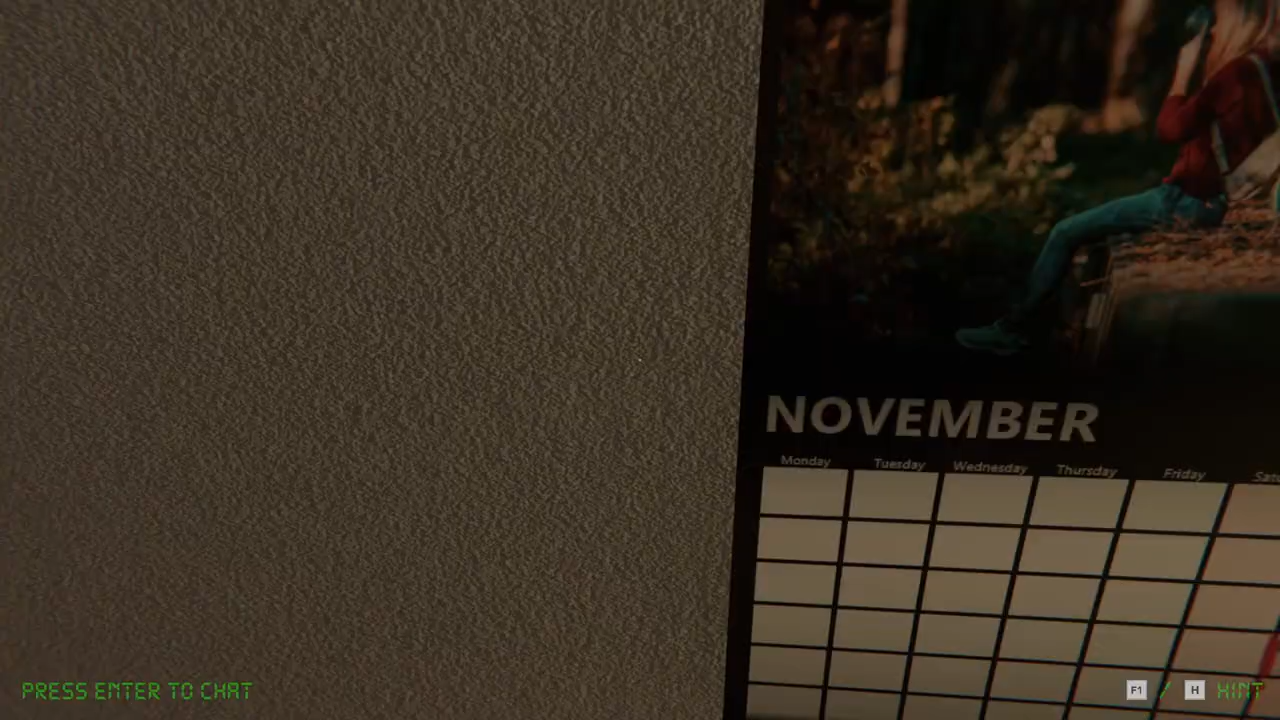 NOVEMBER
Monday Tuesday Wednesday Thursday Friday
PRESS ENTER TO CHAT
F1 / H HINT